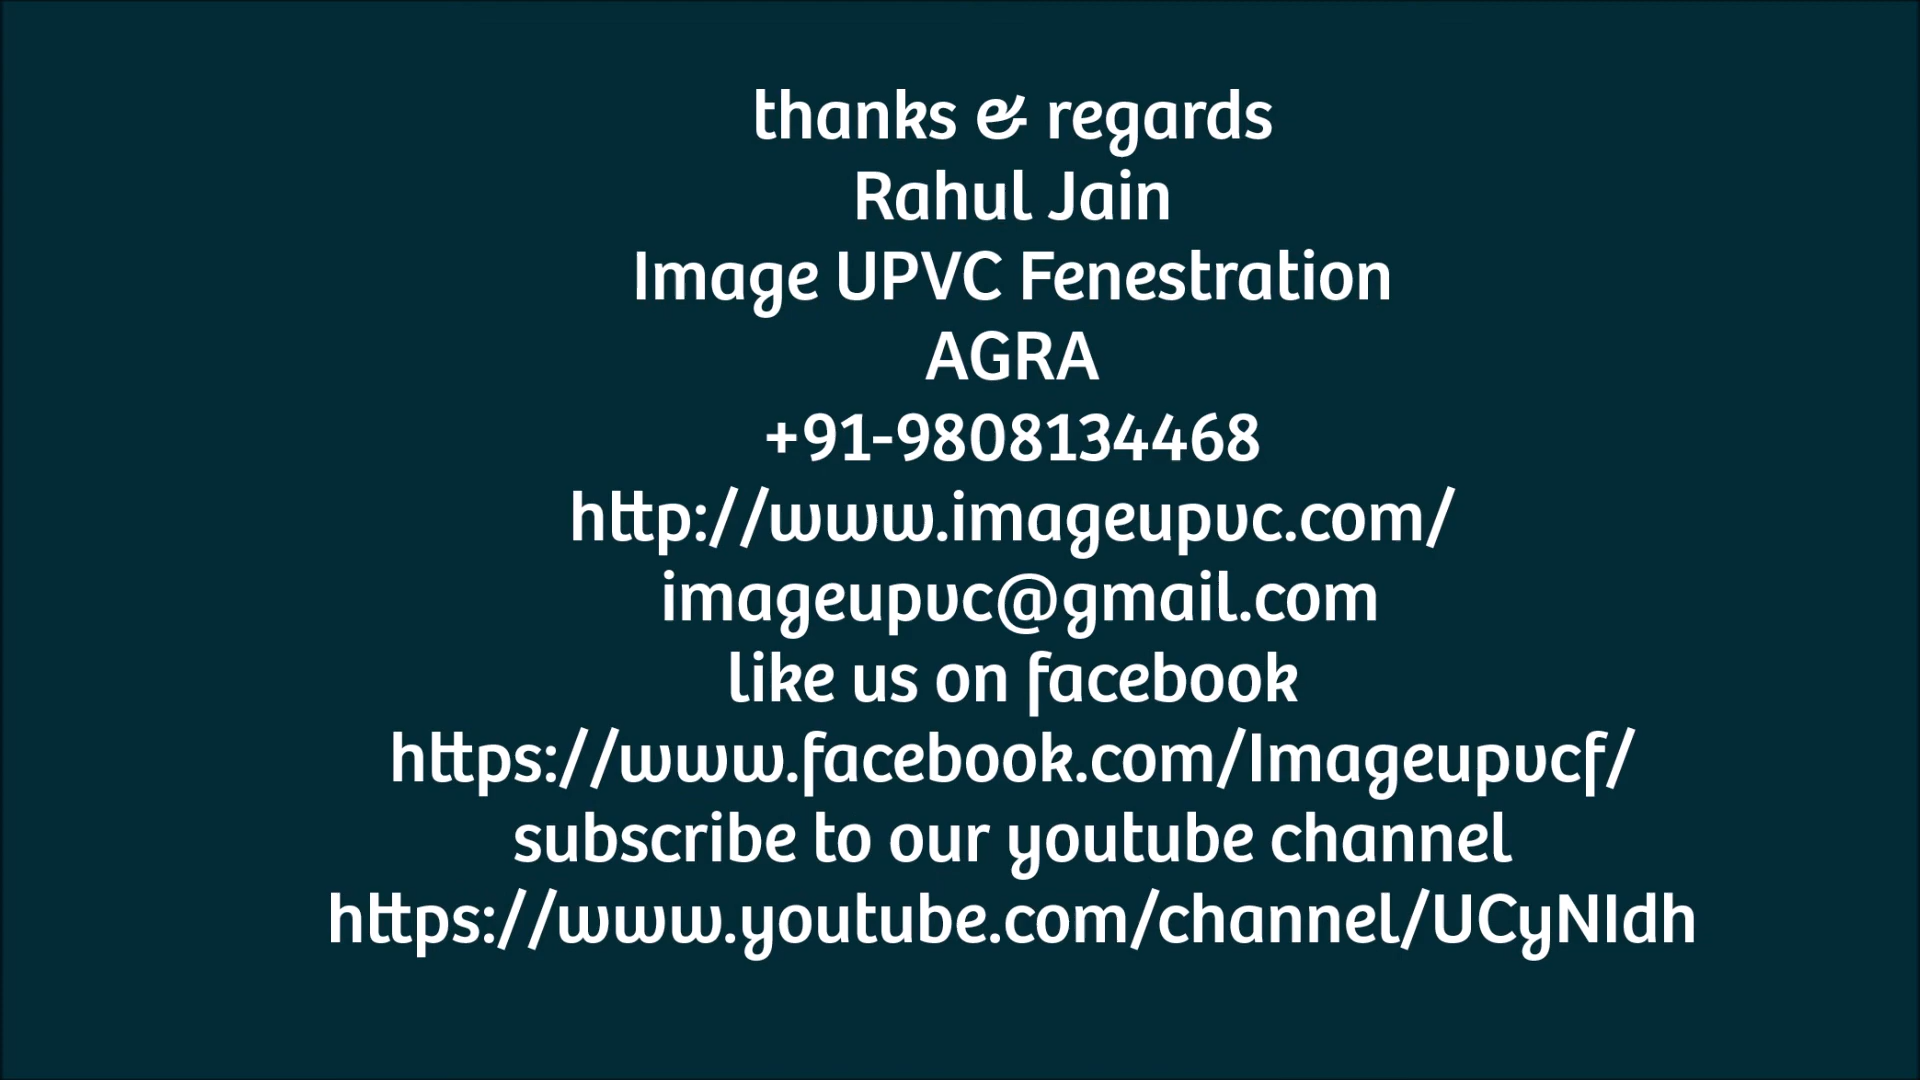 thanks & regards
Rahul Jain
Image UPVC Fenestration
AGRA
+91-9808134468
http://www.imageupvc.com/
imageupvc@gmail.com
like us on facebook
https://www.facebook.com/Imageupvcf/
subscribe to our youtube channel
https://www.youtube.com/channel/UCyNIdh